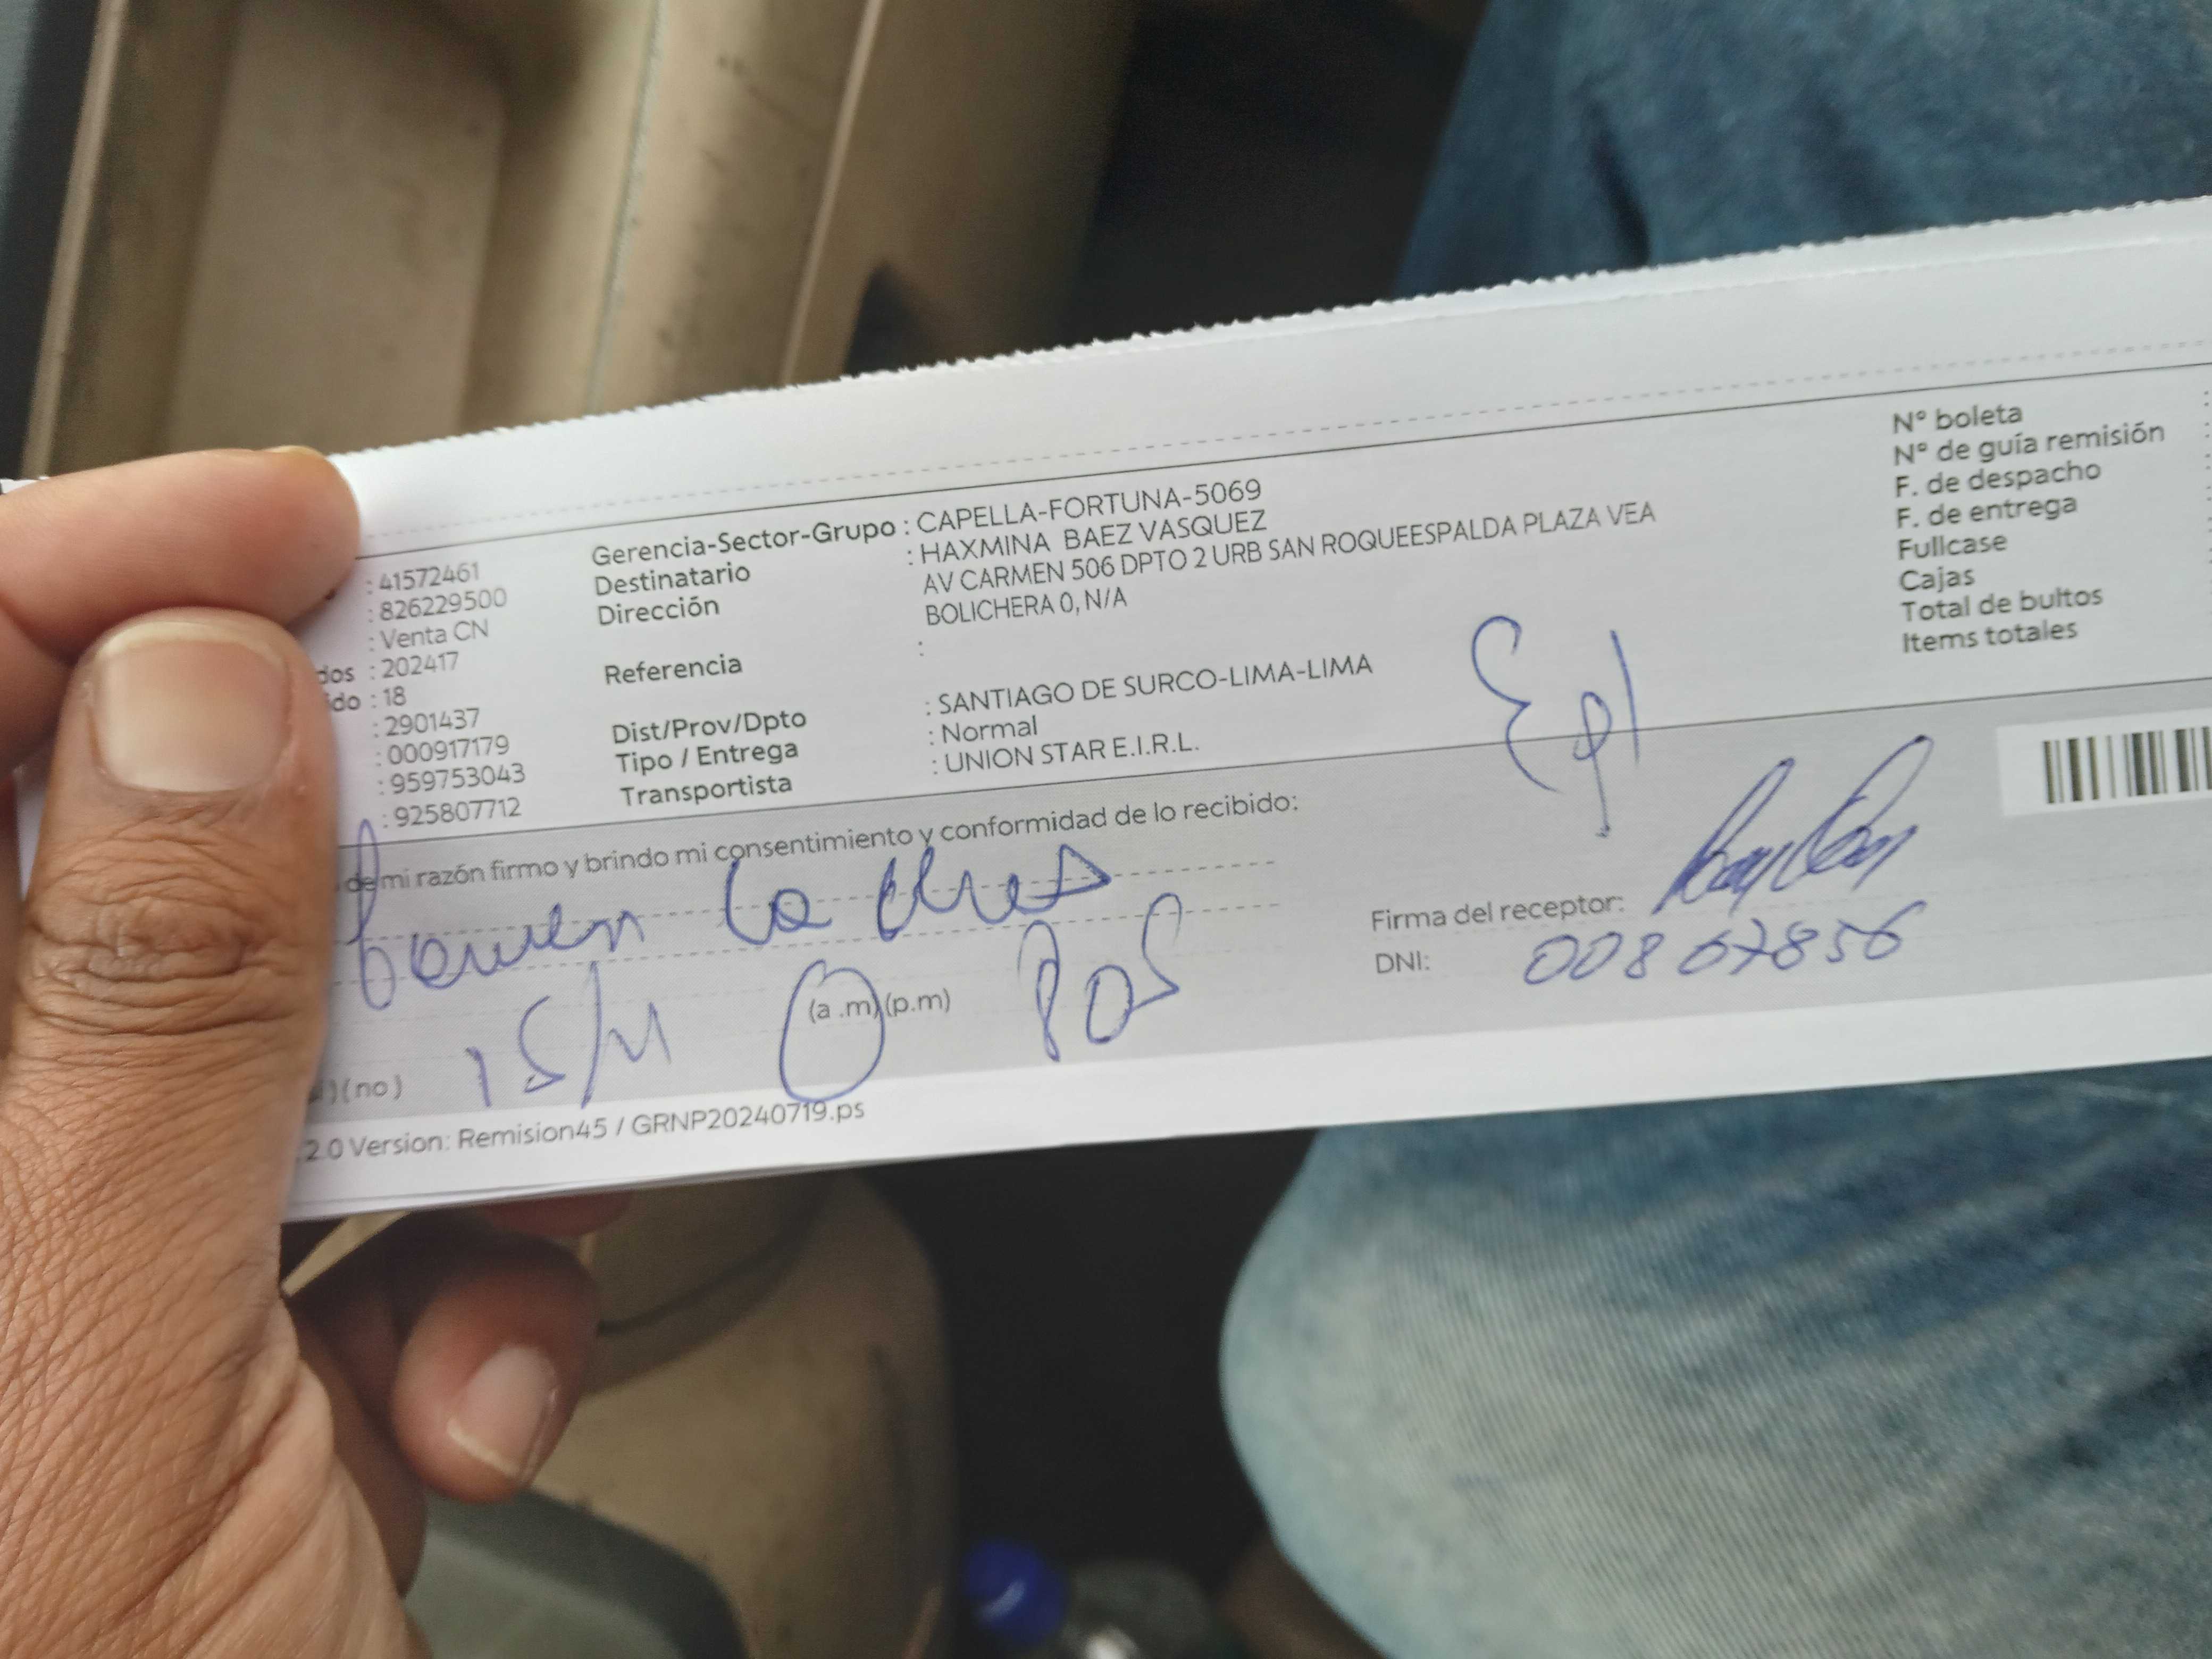 : 41572461
: 826229500
: Venta CN
dos : 202417
ido : 18
: 2901437
: 000917179
: 959753043
: 925807712
Gerencia-Sector-Grupo : CAPELLA-FORTUNA-5069
Destinatario : HAXMINA BAEZ VASQUEZ
Dirección AV CARMEN 506 DPTO 2 URB SAN ROQUEESPALDA PLAZA VEA
BOLICHERA 0, N/A
Referencia :
Dist/Prov/Dpto : SANTIAGO DE SURCO-LIMA-LIMA
Tipo / Entrega : Normal
Transportista : UNION STAR E.I.R.L.
N° boleta :
N° de guía remisión :
F. de despacho :
F. de entrega
Fullcase
Cajas
Total de bultos
Items totales
de mi razón firmo y brindo mi consentimiento y conformidad de lo recibido:
Firma del receptor:
DNI: 00867856
(a .m) (p.m)
) (no)
2.0 Version: Remision45 / GRNP20240719.ps